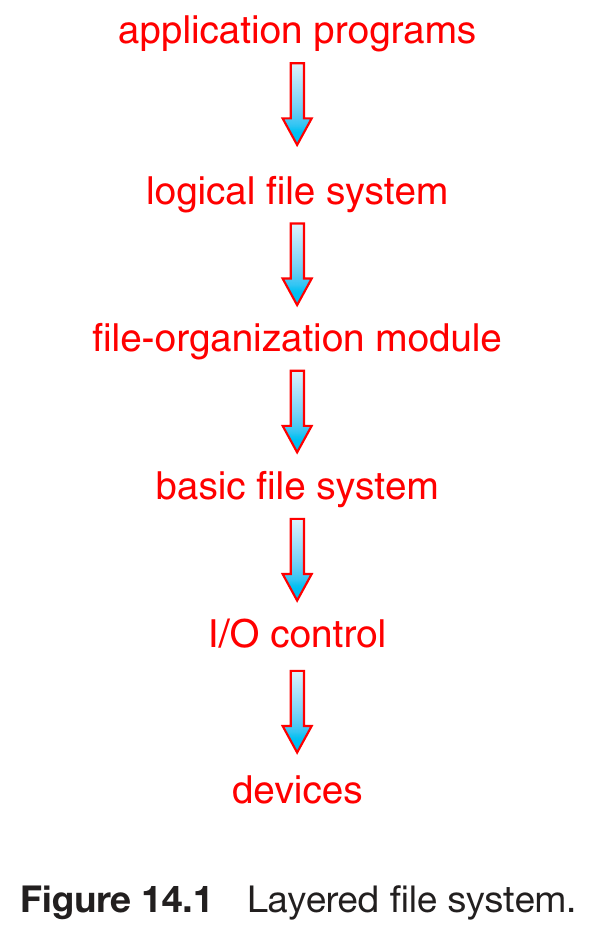 application programs
logical file system
file-organization module
basic file system
I/O control
devices
Figure 14.1 Layered file system.